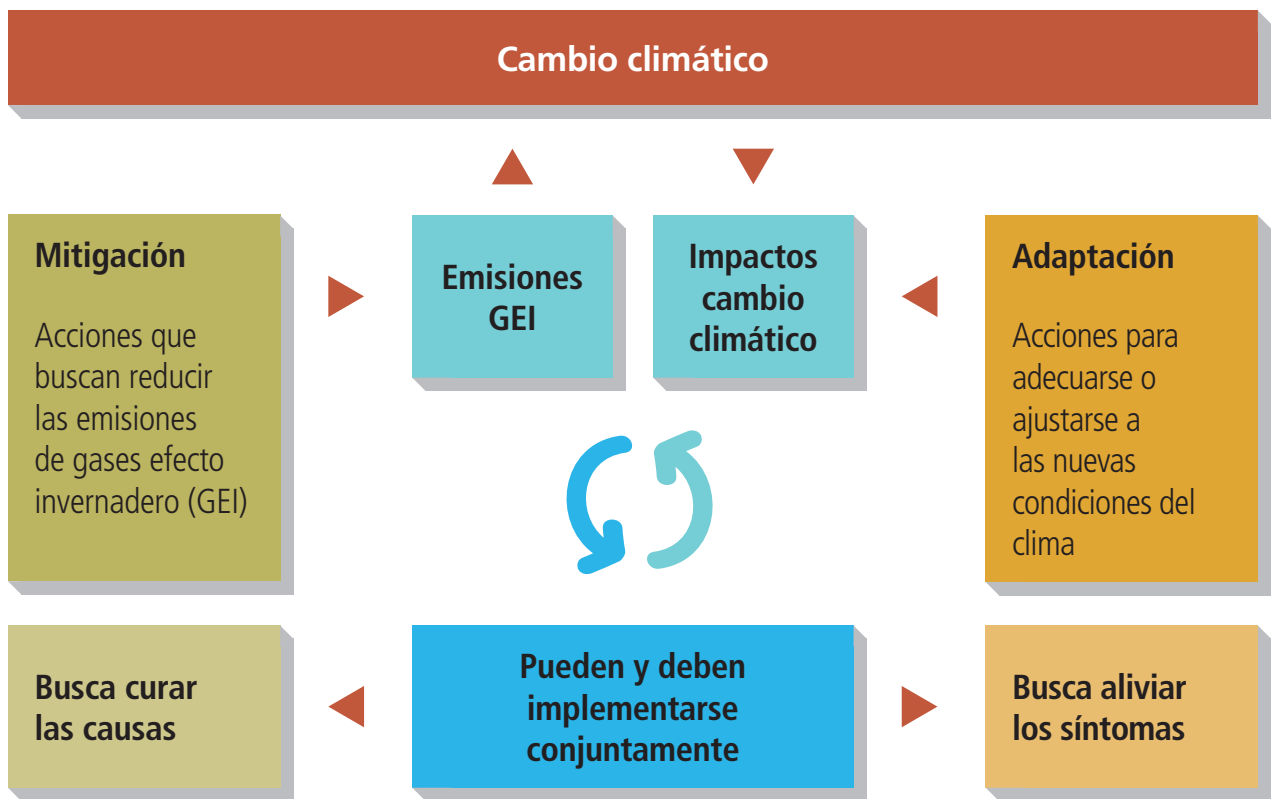 Cambio climático
Mitigación
Acciones que
buscan reducir
las emisiones
de gases efecto
invernadero (GEI)
Emisiones
GEI
Impactos
cambio
climático
Adaptación
Acciones para
adecuarse o
ajustarse a
las nuevas
condiciones del
clima
Busca curar
las causas
Pueden y deben
implementarse
conjuntamente
Busca aliviar
los síntomas